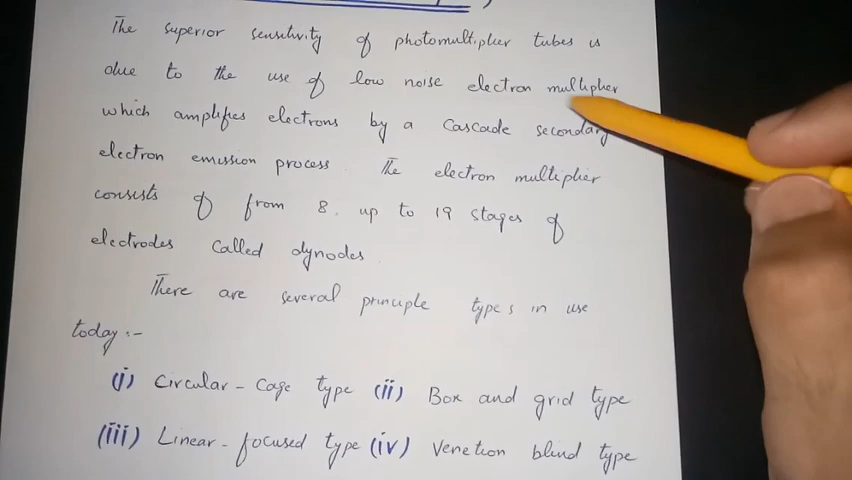 The superior sensitivity of photomultiplier tubes is
due to the use of low noise electron multiplier
which amplifies electrons by a cascade secondary
electron emission process The electron multiplier
consists of from 8. up to 19 stages of
electrodes called dynodes.
There are several principle types in use
today:-
(i) Circular-Cage type (ii) Box and grid type
(iii) Linear-focused type (iv) Venetion blind type